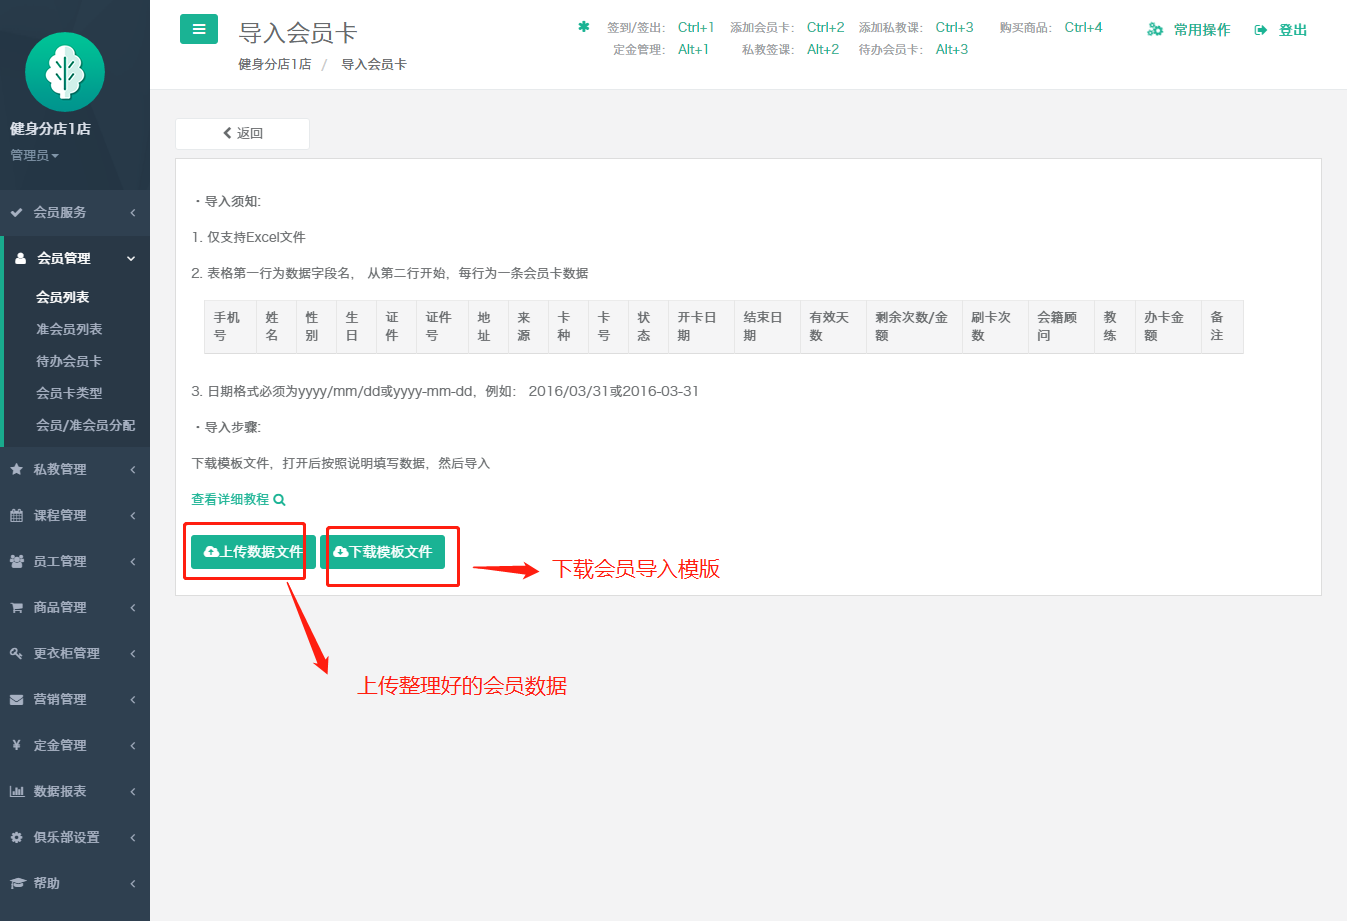 健身分店1店
管理员
会员服务
会员管理
会员列表
准会员列表
待办会员卡
会员卡类型
会员/准会员分配
私教管理
课程管理
员工管理
商品管理
更衣柜管理
营销管理
定金管理
数据报表
俱乐部设置
帮助
导入会员卡
健身分店1店 / 导入会员卡
签到/签出： Ctrl+1 添加会员卡： Ctrl+2 添加私教课： Ctrl+3 购买商品： Ctrl+4
定金管理： Alt+1 私教签课： Alt+2 待办会员卡： Alt+3
常用操作 登出
返回
· 导入须知:
1. 仅支持Excel文件
2. 表格第一行为数据字段名， 从第二行开始，每行为一条会员卡数据
手机号 姓名 性别 生日 证件 证件号 地址 来源 卡种 卡号 状态 开卡日期 结束日期 有效天数 剩余次数/金额 刷卡次数 会籍顾问 教练 办卡金额 备注
3. 日期格式必须为yyyy/mm/dd或yyyy-mm-dd，例如： 2016/03/31或2016-03-31
· 导入步骤:
下载模板文件，打开后按照说明填写数据，然后导入
查看详细教程
上传数据文件 下载模板文件
下载会员导入模版
上传整理好的会员数据